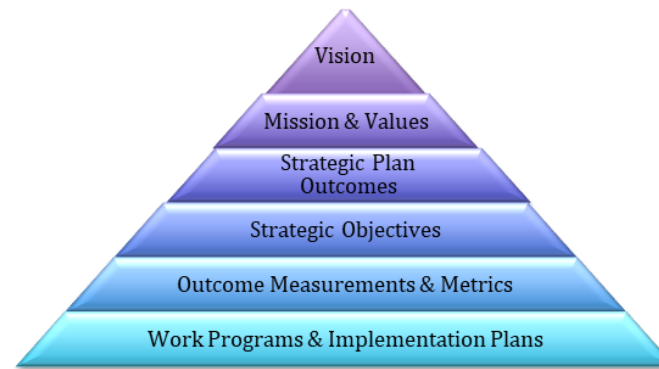 Vision
Mission & Values
Strategic Plan
Outcomes
Strategic Objectives
Outcome Measurements & Metrics
Work Programs & Implementation Plans